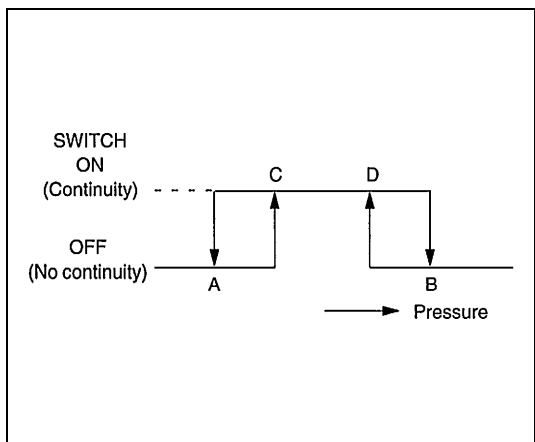 SWITCH
ON
(Continuity)
C
D
OFF
(No continuity)
A
B
Pressure